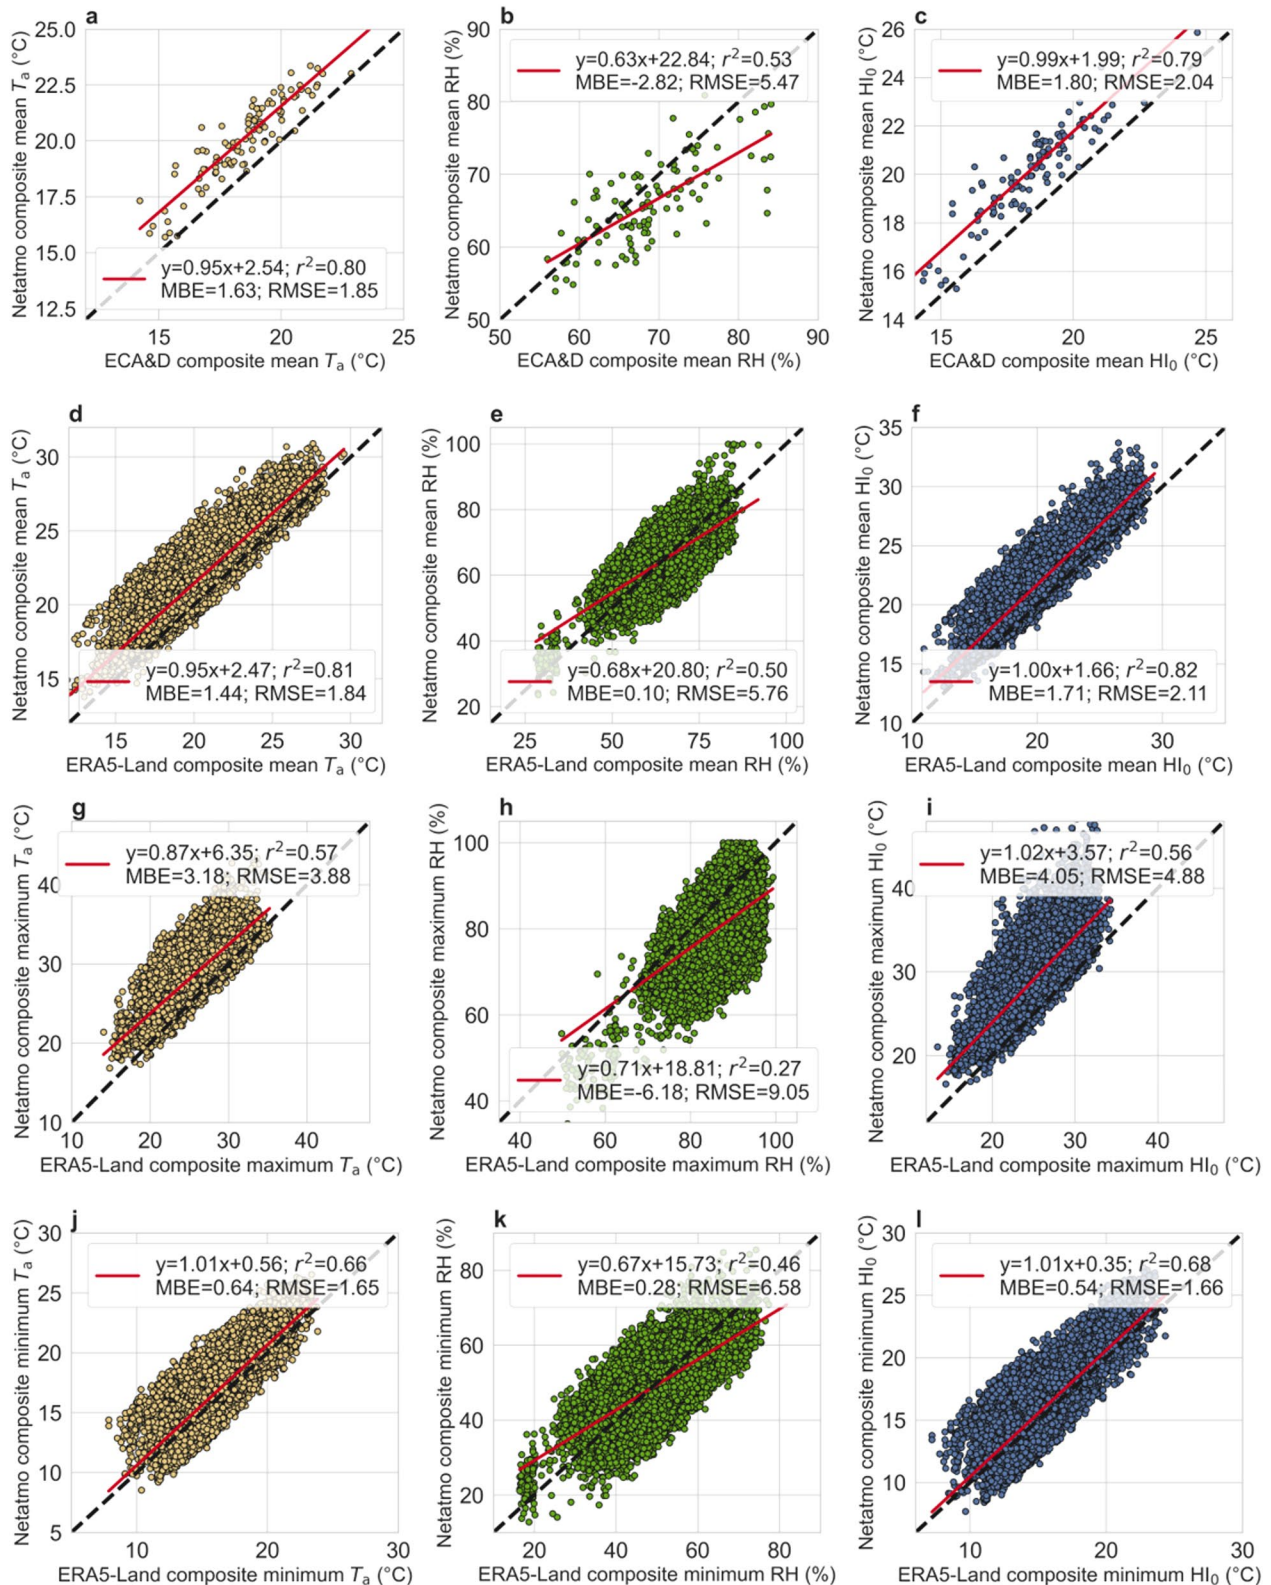 a
25.0
22.5
20.0
17.5
15.0
12.5
Netatmo composite mean Ta (°C)
y=0.95x+2.54; r²=0.80
MBE=1.63; RMSE=1.85
15
20
25
ECA&D composite mean Ta (°C)
b
90
80
70
60
50
Netatmo composite mean RH (%)
y=0.63x+22.84; r²=0.53
MBE=-2.82; RMSE=5.47
50
60
70
80
90
ECA&D composite mean RH (%)
c
26
24
22
20
18
16
14
Netatmo composite mean HI₀ (°C)
y=0.99x+1.99; r²=0.79
MBE=1.80; RMSE=2.04
15
20
25
ECA&D composite mean HI₀ (°C)
d
30
25
20
15
Netatmo composite mean Ta (°C)
y=0.95x+2.47; r²=0.81
MBE=1.44; RMSE=1.84
15
20
25
30
ERA5-Land composite mean Ta (°C)
e
100
80
60
40
20
Netatmo composite mean RH (%)
y=0.68x+20.80; r²=0.50
MBE=0.10; RMSE=5.76
25
50
75
100
ERA5-Land composite mean RH (%)
f
35
30
25
20
15
10
Netatmo composite mean HI₀ (°C)
y=1.00x+1.66; r²=0.82
MBE=1.71; RMSE=2.11
10
20
30
ERA5-Land composite mean HI₀ (°C)
g
40
30
20
10
Netatmo composite maximum Ta (°C)
y=0.87x+6.35; r²=0.57
MBE=3.18; RMSE=3.88
10
20
30
40
ERA5-Land composite maximum Ta (°C)
h
100
80
60
40
Netatmo composite maximum RH (%)
y=0.71x+18.81; r²=0.27
MBE=-6.18; RMSE=9.05
40
60
80
100
ERA5-Land composite maximum RH (%)
i
40
30
20
Netatmo composite maximum HI₀ (°C)
y=1.02x+3.57; r²=0.56
MBE=4.05; RMSE=4.88
20
30
40
ERA5-Land composite maximum HI₀ (°C)
j
30
25
20
15
10
5
Netatmo composite minimum Ta (°C)
y=1.01x+0.56; r²=0.66
MBE=0.64; RMSE=1.65
10
20
30
ERA5-Land composite minimum Ta (°C)
k
80
60
40
20
Netatmo composite minimum RH (%)
y=0.67x+15.73; r²=0.46
MBE=0.28; RMSE=6.58
20
40
60
80
ERA5-Land composite minimum RH (%)
l
30
25
20
15
10
Netatmo composite minimum HI₀ (°C)
y=1.01x+0.35; r²=0.68
MBE=0.54; RMSE=1.66
10
20
30
ERA5-Land composite minimum HI₀ (°C)